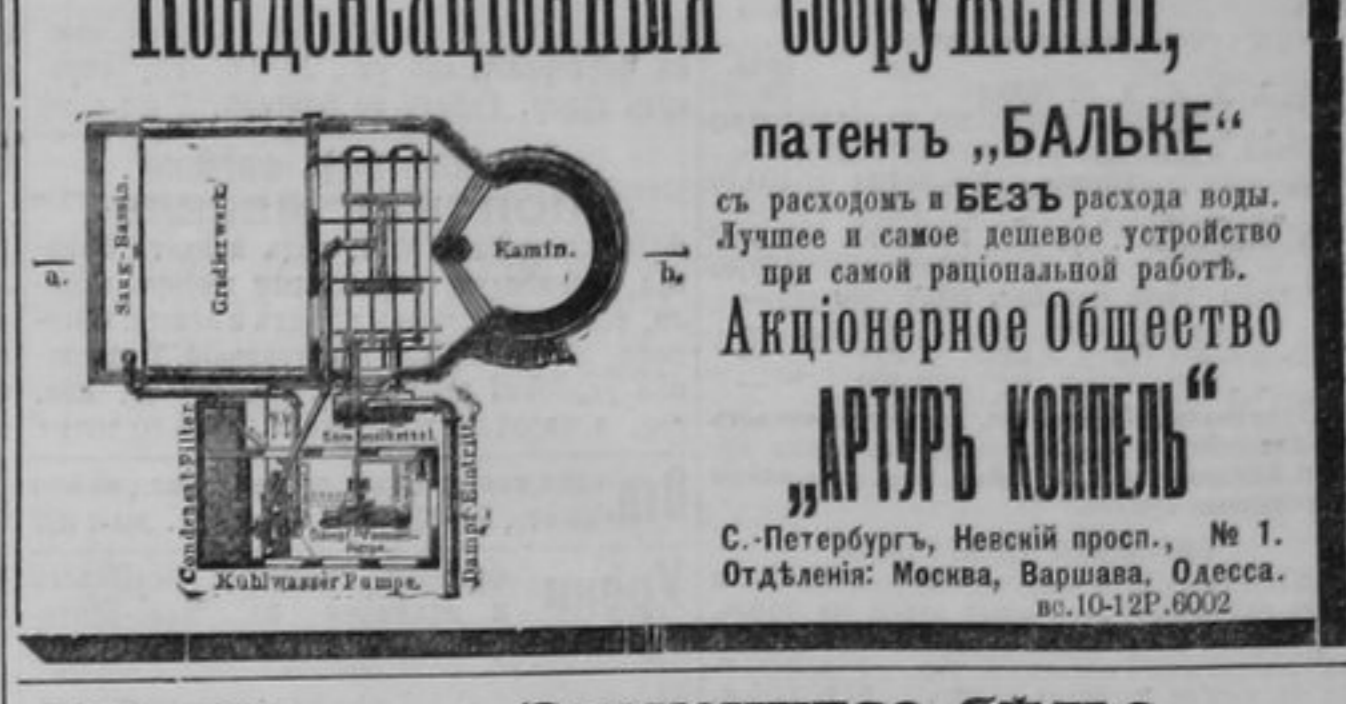 Конденсаціонныя сооруженія,
патентъ „БАЛЬКЕ“
съ расходомъ и БЕЗЪ расхода воды.
Лучшее и самое дешевое устройство
при самой раціональной работѣ.
Акціонерное Общество
„АРТУРЪ КОППЕЛЬ“
С.-Петербургъ, Невскій просп., № 1.
Отдѣленія: Москва, Варшава, Одесса.
вс.10-12Р.6002
a.
Saug-Bassin.
Gradierwerk.
Kamin.
b.
Condensat Filter
Dampf-Eintritt.
Kühlwasser Pumpe.